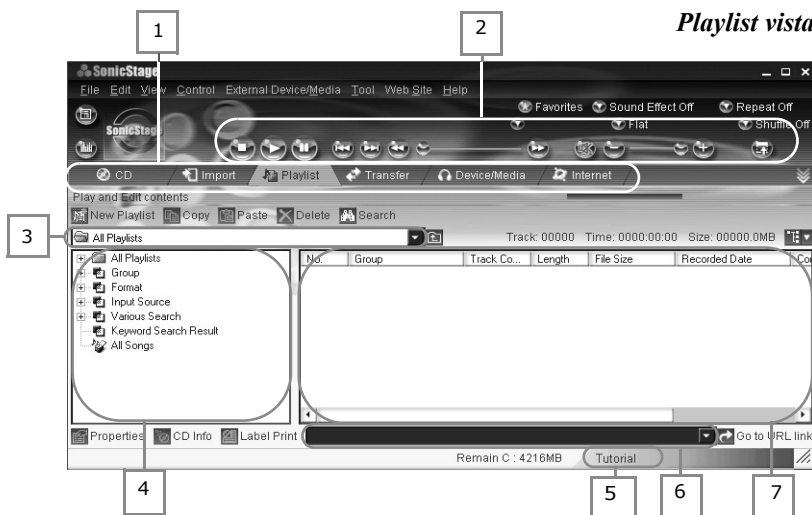 Playlist vista
1
2
SonicStage
File Edit View Control External Device/Media Tool Web Site Help
Favorites Sound Effect Off Repeat Off
SonicStage
Flat Shuffle Off
CD Import Playlist Transfer Device/Media Internet
Play and Edit contents
New Playlist Copy Paste Delete Search
3
All Playlists Track: 00000 Time: 0000:00:00 Size: 00000.0MB
All Playlists
Group
Format
Input Source
Various Search
Keyword Search Result
All Songs
No. Group Track Co... Length File Size Recorded Date Co
Properties CD Info Label Print Go to URL link
Remain C : 4216MB Tutorial
4
5
6
7